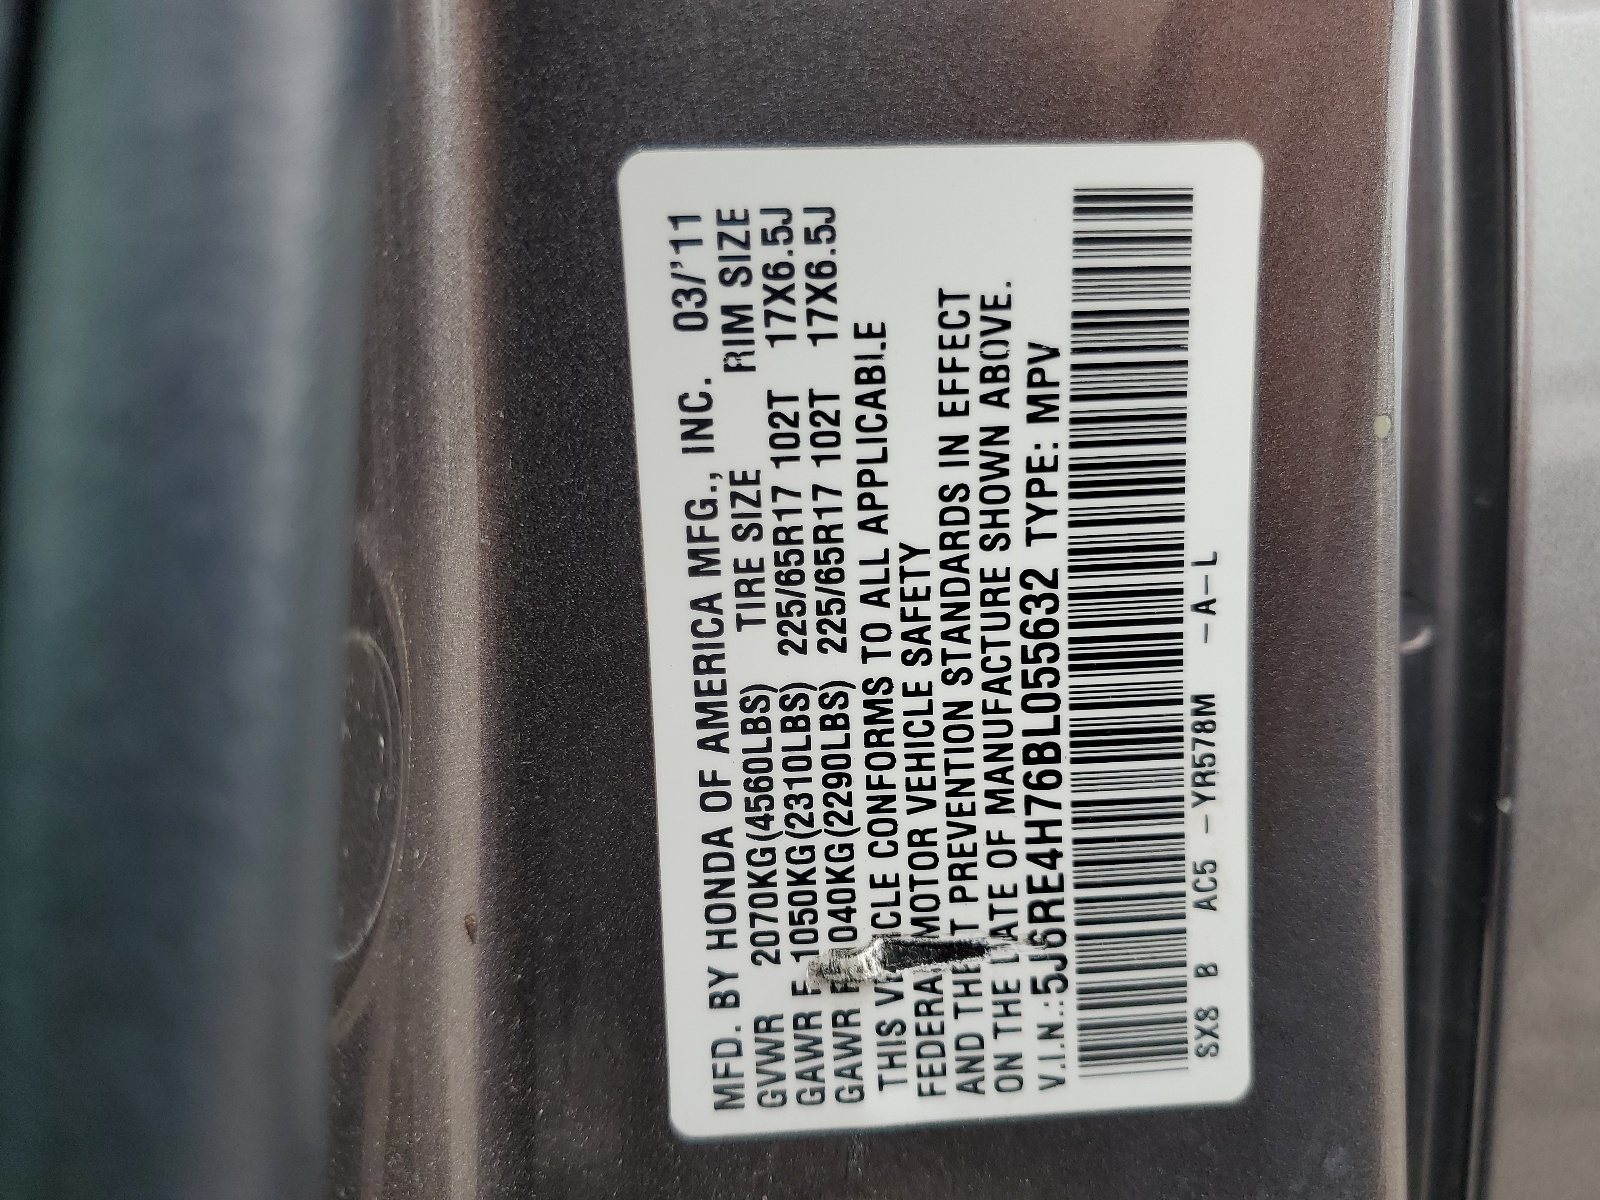 MFD. BY HONDA OF AMERICA MFG., INC. 03/'11
GVWR 2070KG(4560LBS) TIRE SIZE RIM SIZE
GAWR F 1050KG(2310LBS) 225/65R17 102T 17X6.5J
GAWR R 1040KG(2290LBS) 225/65R17 102T 17X6.5J
THIS VEHICLE CONFORMS TO ALL APPLICABLE
FEDERAL MOTOR VEHICLE SAFETY
AND THEFT PREVENTION STANDARDS IN EFFECT
ON THE DATE OF MANUFACTURE SHOWN ABOVE.
V.I.N.:5J6RE4H76BL055632 TYPE: MPV
SX8 B AC5 -YR578M -A-L